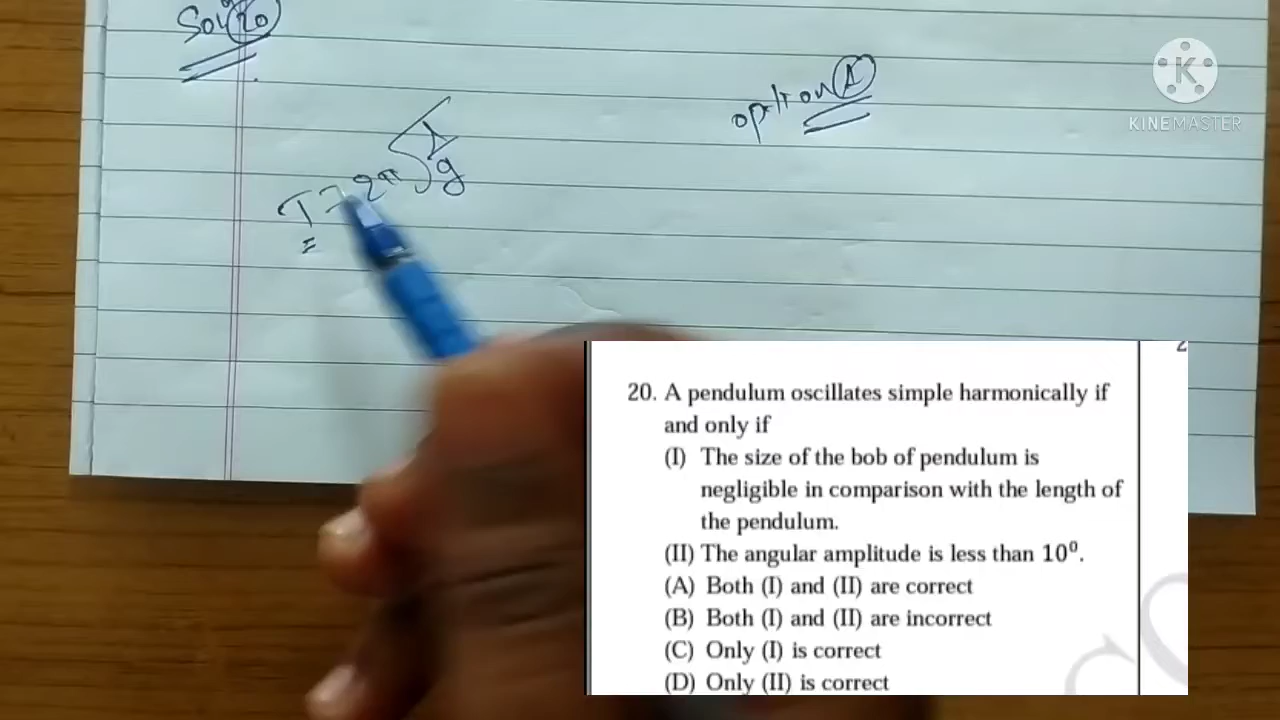 Sol 20
option A
T = 2π √l/g
KINEMASTER
20. A pendulum oscillates simple harmonically if
and only if
(I) The size of the bob of pendulum is
negligible in comparison with the length of
the pendulum.
(II) The angular amplitude is less than 10⁰.
(A) Both (I) and (II) are correct
(B) Both (I) and (II) are incorrect
(C) Only (I) is correct
(D) Only (II) is correct